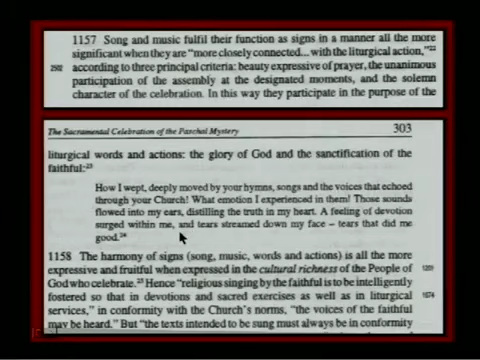 1157 Song and music fulfil their function as signs in a manner all the more
significant when they are "more closely connected... with the liturgical action,"²²
2502 according to three principal criteria: beauty expressive of prayer, the unanimous
participation of the assembly at the designated moments, and the solemn
character of the celebration. In this way they participate in the purpose of the
The Sacramental Celebration of the Paschal Mystery 303
liturgical words and actions: the glory of God and the sanctification of the
faithful:²³
How I wept, deeply moved by your hymns, songs and the voices that echoed
through your Church! What emotion I experienced in them! Those sounds
flowed into my ears, distilling the truth in my heart. A feeling of devotion
surged within me, and tears streamed down my face – tears that did me
good.²⁴
1158 The harmony of signs (song, music, words and actions) is all the more
expressive and fruitful when expressed in the cultural richness of the People of 1201
God who celebrate.²⁵ Hence "religious singing by the faithful is to be intelligently
fostered so that in devotions and sacred exercises as well as in liturgical 1674
services," in conformity with the Church's norms, "the voices of the faithful
may be heard." But "the texts intended to be sung must always be in conformity